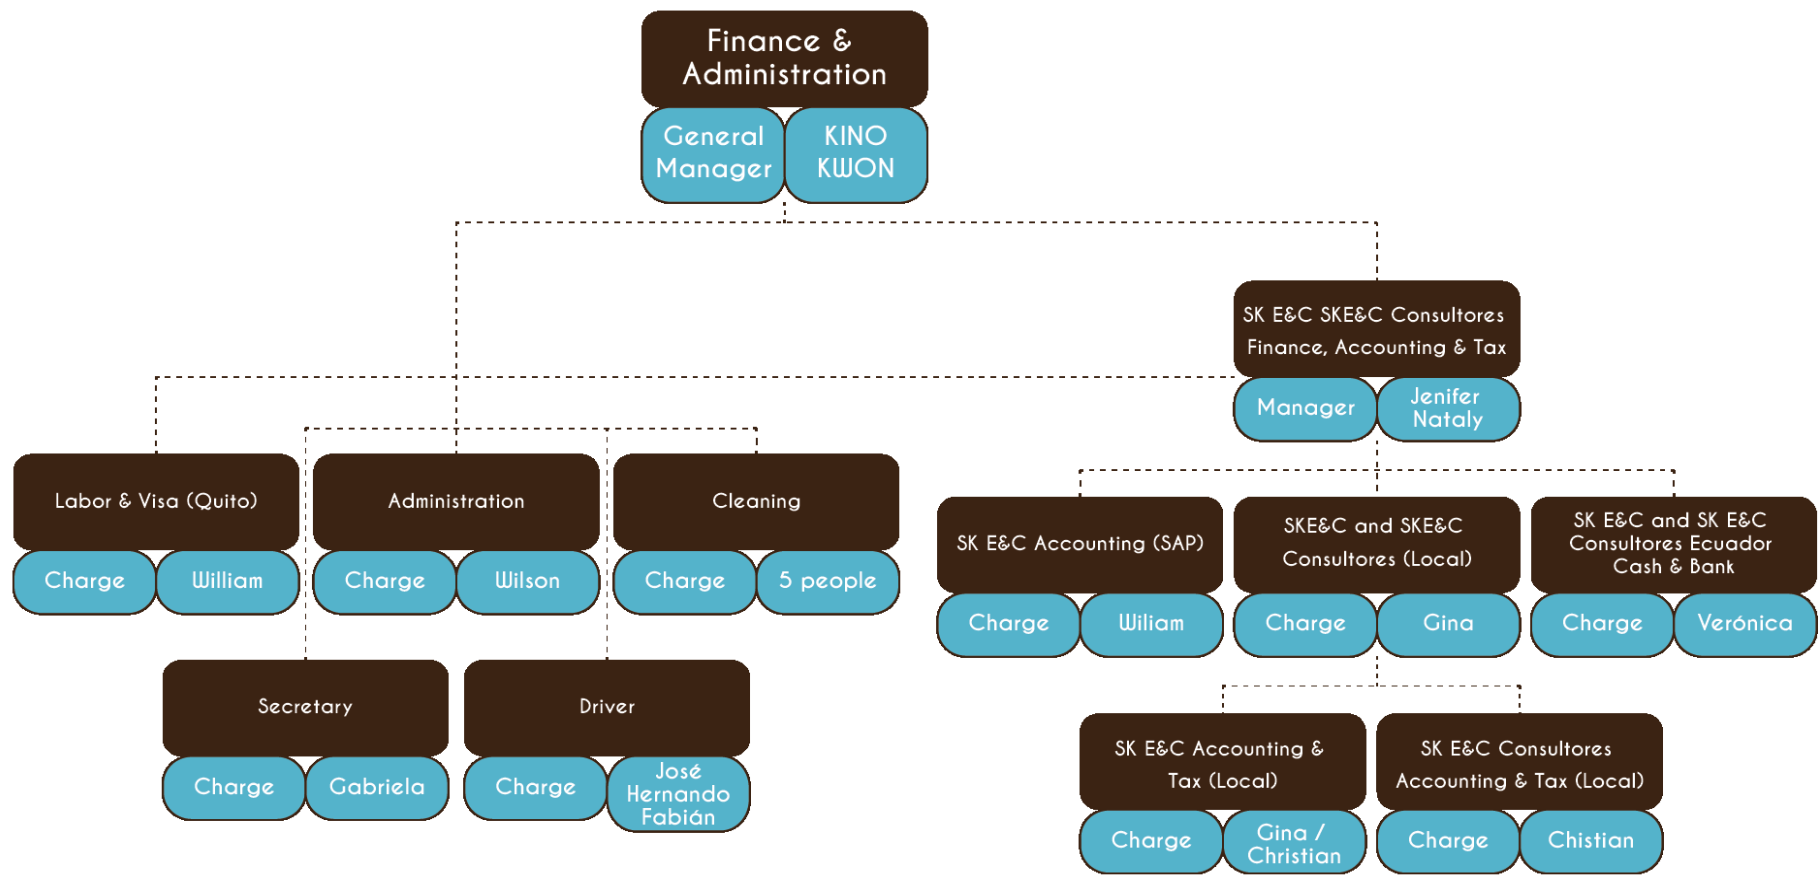 Finance &
Administration
General
Manager
KINO
KWON
SK E&C SKE&C Consultores
Finance, Accounting & Tax
Manager
Jenifer
Nataly
Labor & Visa (Quito)
Charge
William
Administration
Charge
Wilson
Cleaning
Charge
5 people
SK E&C Accounting (SAP)
Charge
Wiliam
SKE&C and SKE&C
Consultores (Local)
Charge
Gina
SK E&C and SK E&C
Consultores Ecuador
Cash & Bank
Charge
Verónica
Secretary
Charge
Gabriela
Driver
Charge
José
Hernando
Fabián
SK E&C Accounting &
Tax (Local)
Charge
Gina /
Christian
SK E&C Consultores
Accounting & Tax (Local)
Charge
Chistian